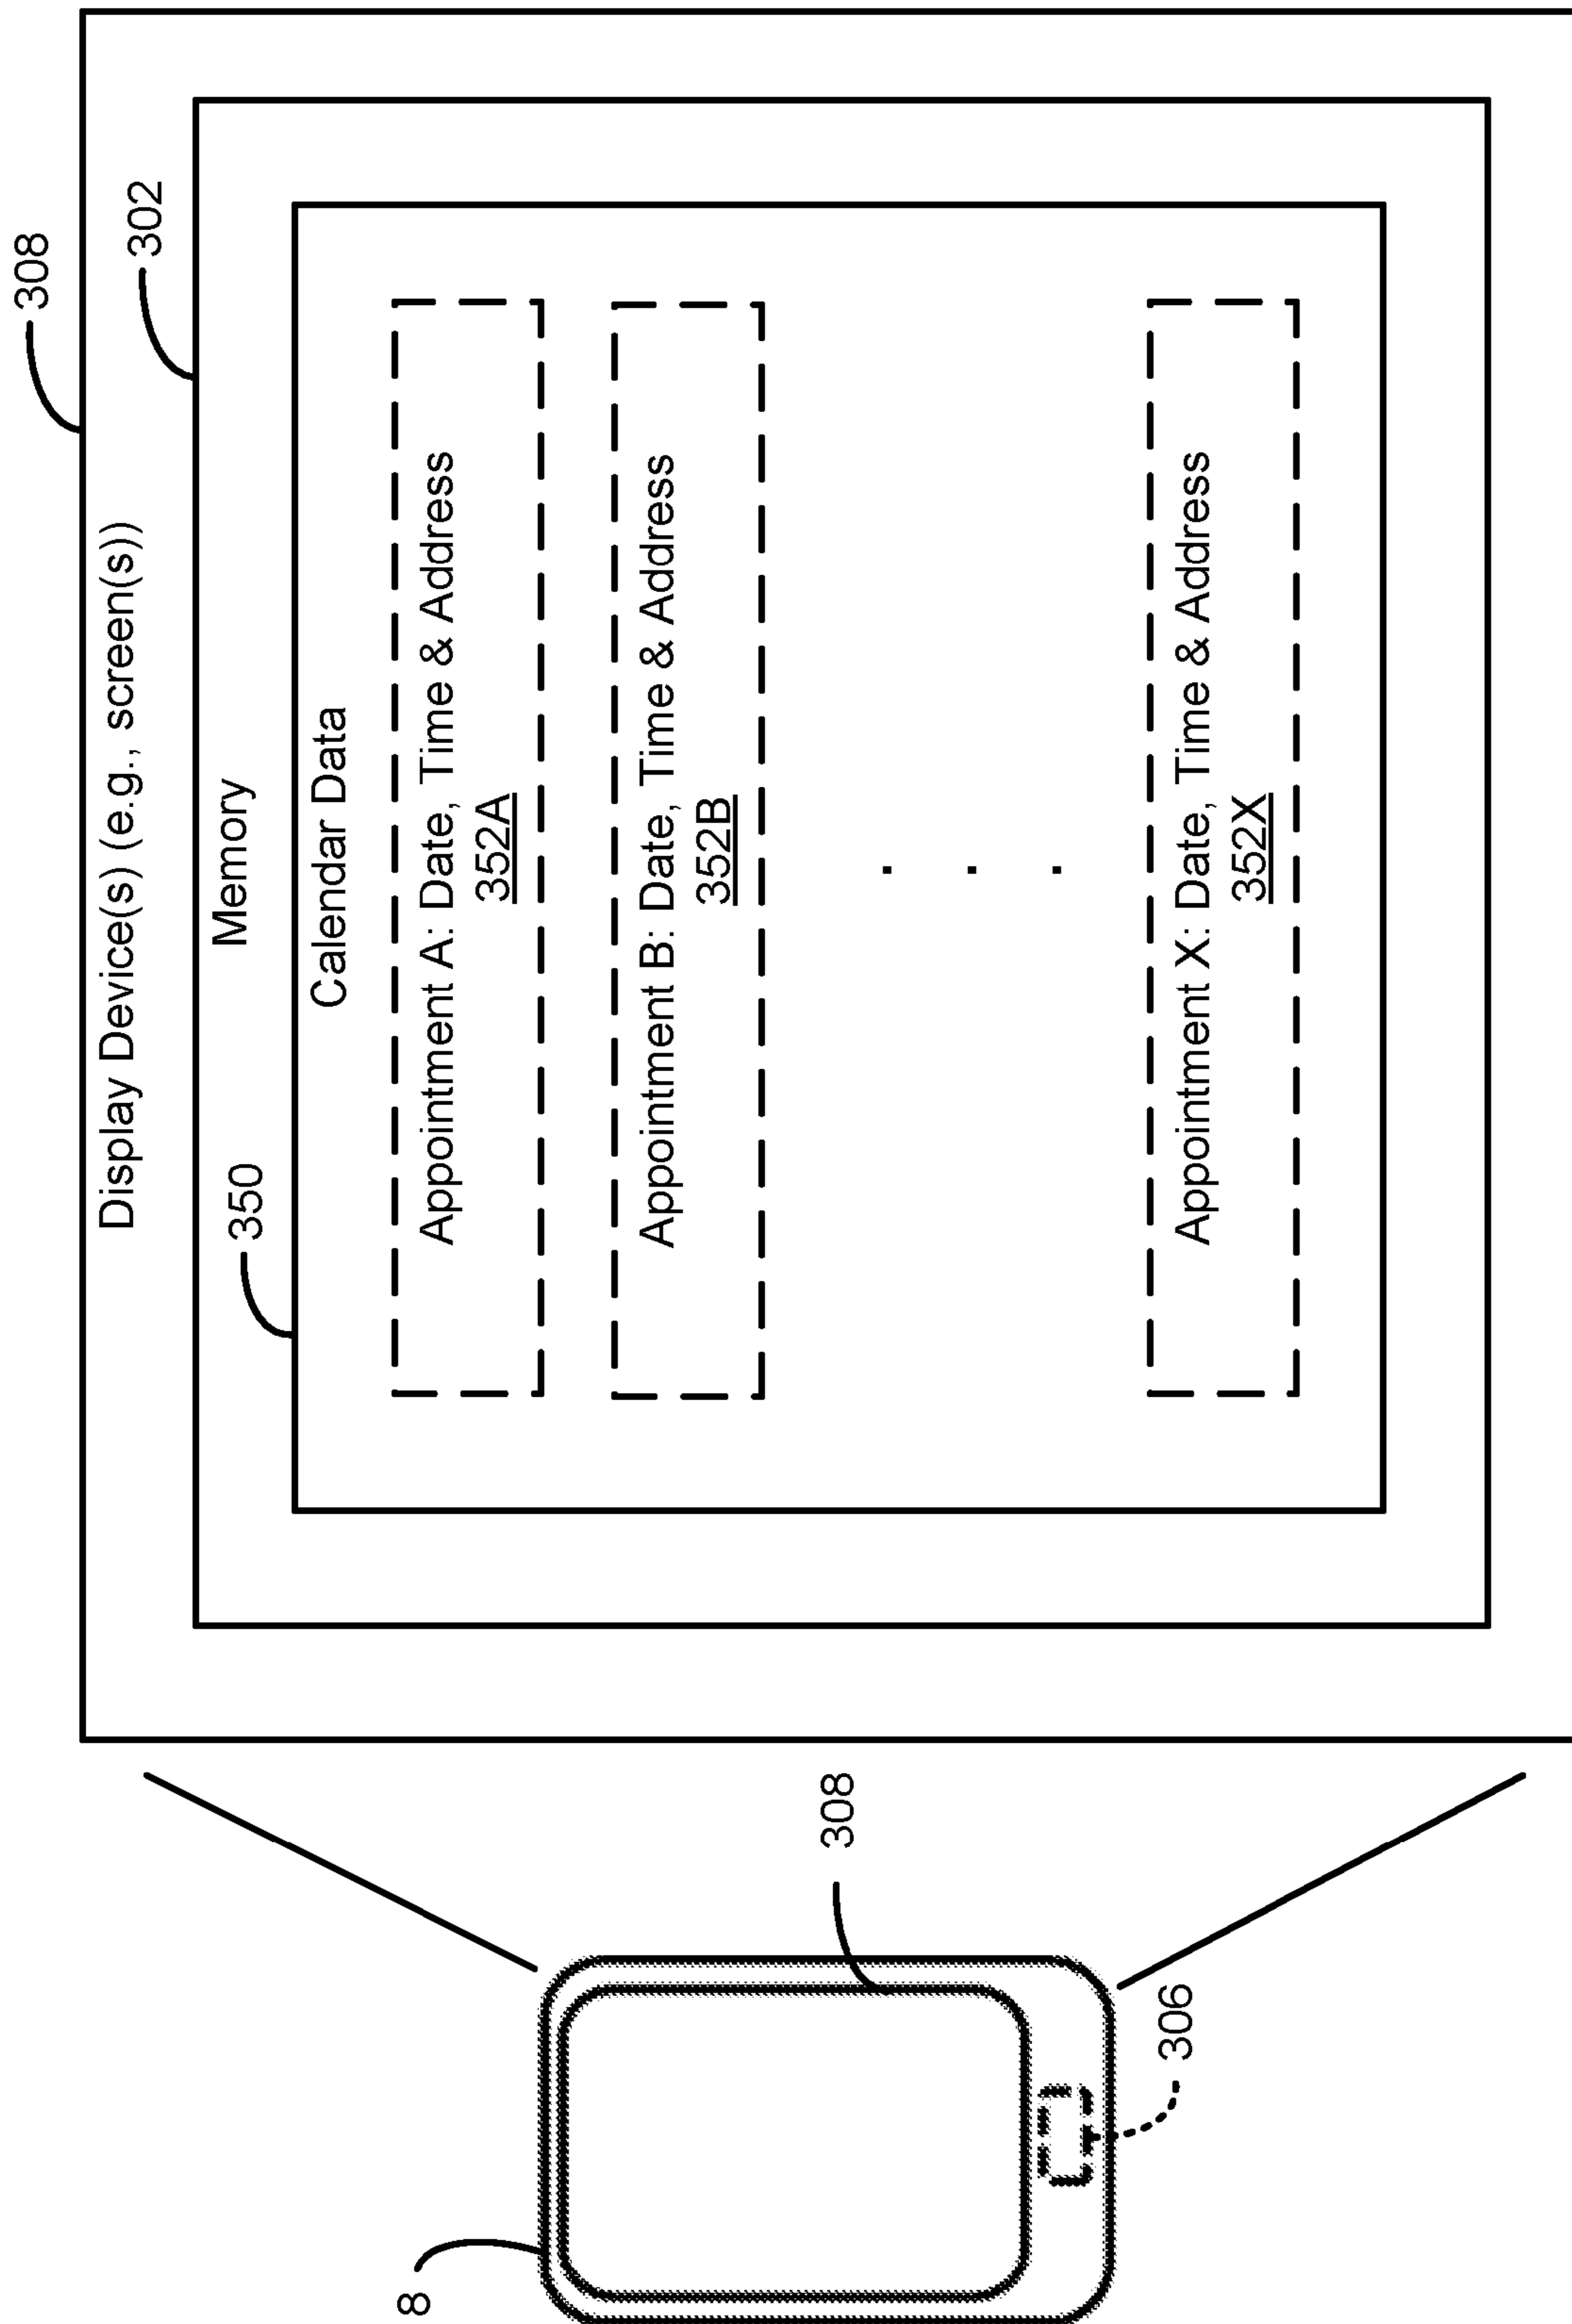 308
Display Device(s) (e.g., screen(s))
302
Memory
350
Calendar Data
Appointment A: Date, Time & Address
352A
Appointment B: Date, Time & Address
352B
. . .
Appointment X: Date, Time & Address
352X
8
308
306